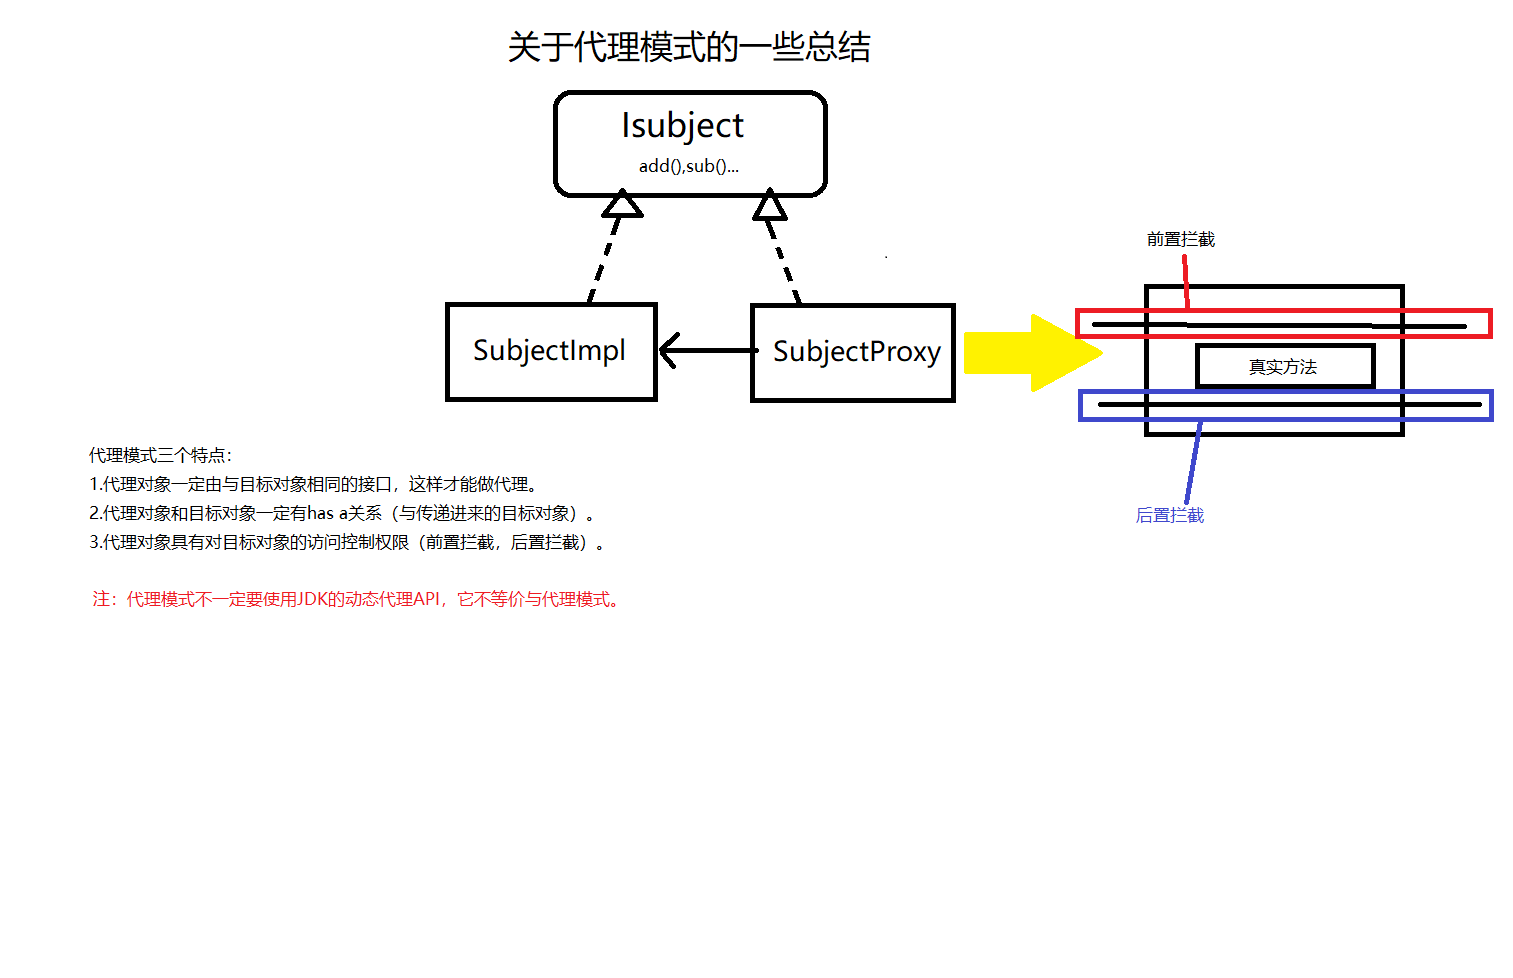 关于代理模式的一些总结
Isubject
add(),sub()...
前置拦截
SubjectImpl
SubjectProxy
真实方法
代理模式三个特点：
1.代理对象一定由与目标对象相同的接口，这样才能做代理。
2.代理对象和目标对象一定有has a关系（与传递进来的目标对象）。
3.代理对象具有对目标对象的访问控制权限（前置拦截，后置拦截）。
后置拦截
注：代理模式不一定要使用JDK的动态代理API，它不等价与代理模式。